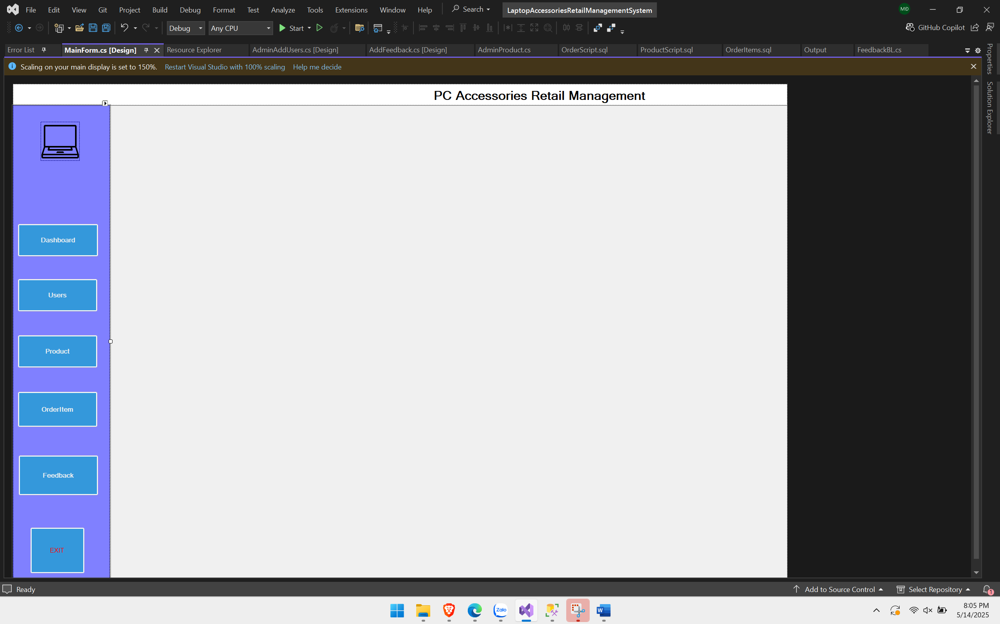 File Edit View Git Project Build Debug Format Test Analyze Tools Extensions Window Help Search LaptopAccessoriesRetailManagementSystem MĐ
Debug Any CPU Start GitHub Copilot
Error List MainForm.cs [Design] Resource Explorer AdminAddUsers.cs [Design] AddFeedback.cs [Design] AdminProduct.cs OrderScript.sql ProductScript.sql OrderItems.sql Output FeedbackBL.cs
Properties
Solution Explorer
Scaling on your main display is set to 150%. Restart Visual Studio with 100% scaling Help me decide
PC Accessories Retail Management
Dashboard
Users
Product
OrderItem
Feedback
EXIT
Ready Add to Source Control Select Repository 1
Zalo W 8:05 PM
5/14/2025